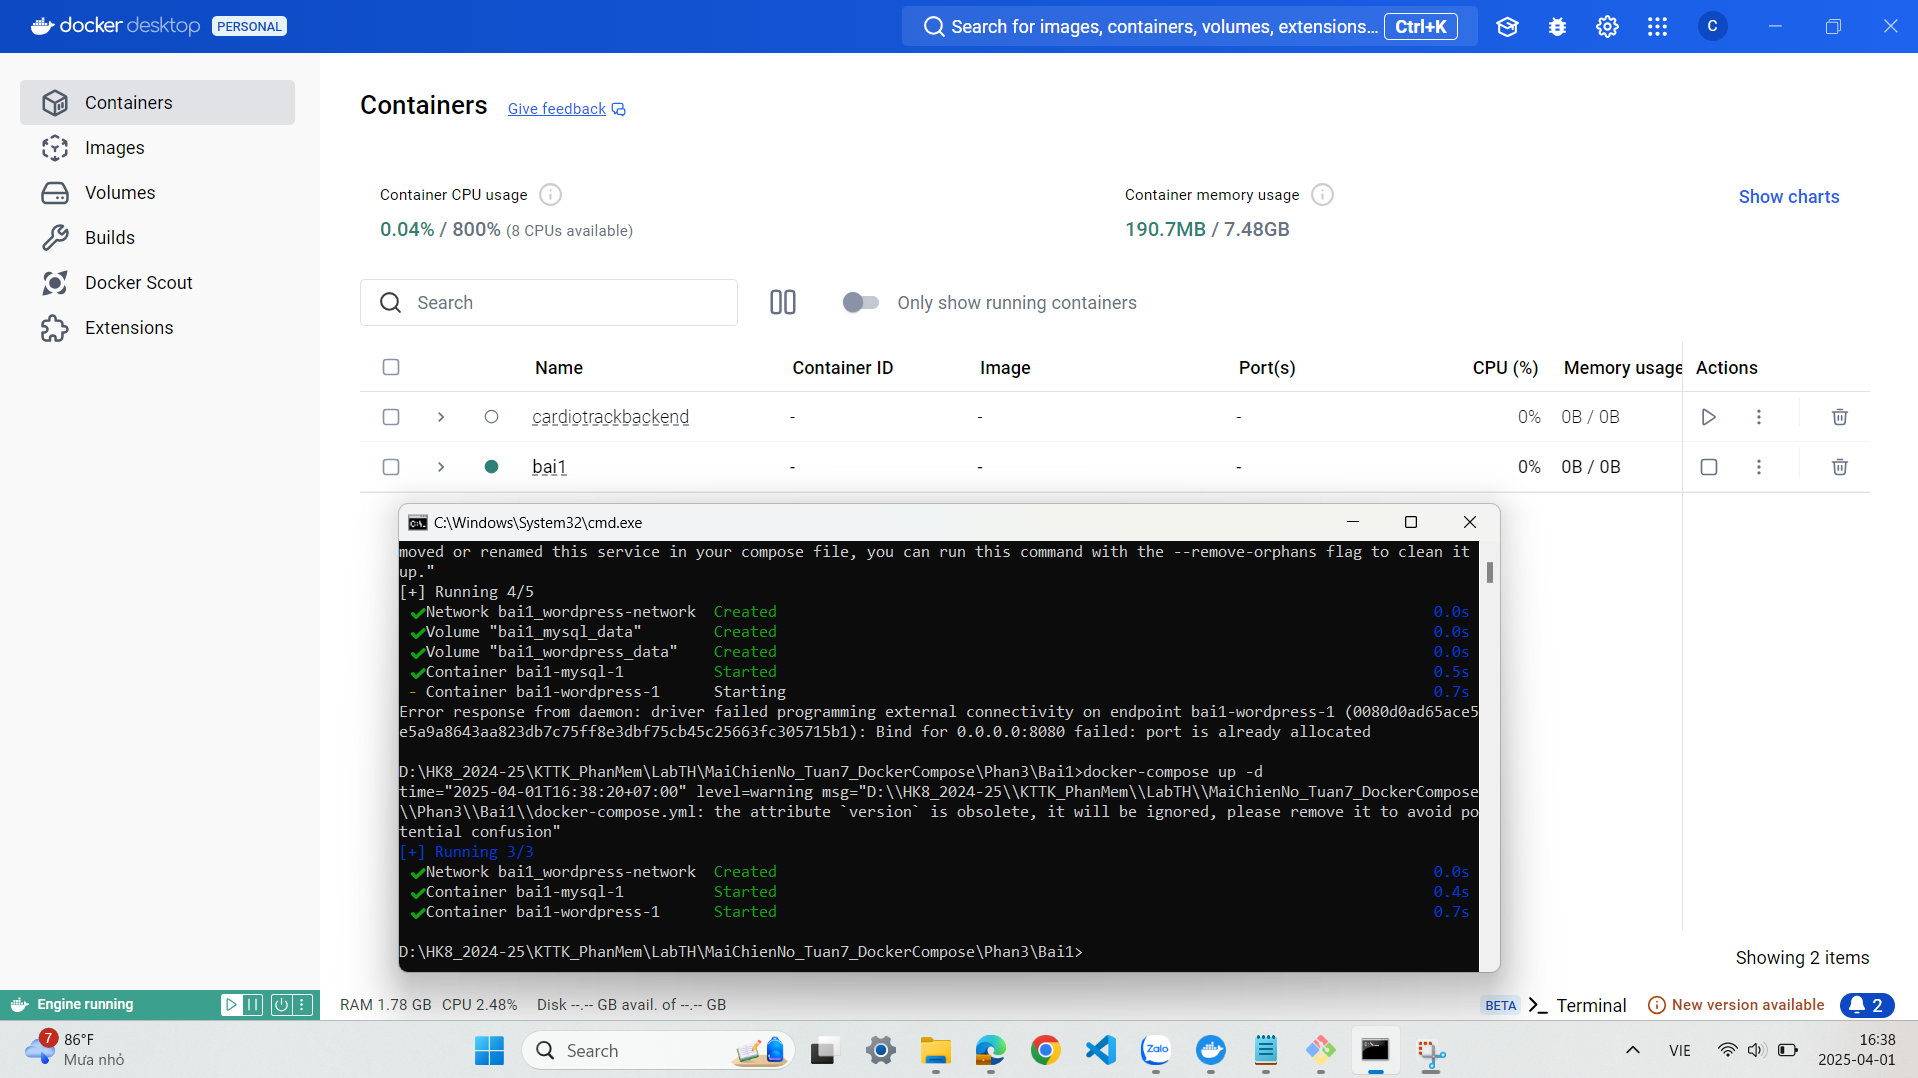 docker desktop PERSONAL
Search for images, containers, volumes, extensions... Ctrl+K
C
Containers
Images
Volumes
Builds
Docker Scout
Extensions
Containers Give feedback
Container CPU usage
0.04% / 800% (8 CPUs available)
Container memory usage
190.7MB / 7.48GB
Show charts
Search
Only show running containers
Name Container ID Image Port(s) CPU (%) Memory usage Actions
cardiotrackbackend - - - 0% 0B / 0B
bai1 - - - 0% 0B / 0B
C:\Windows\System32\cmd.exe
moved or renamed this service in your compose file, you can run this command with the --remove-orphans flag to clean it
up."
[+] Running 4/5
✔Network bai1_wordpress-network Created 0.0s
✔Volume "bai1_mysql_data" Created 0.0s
✔Volume "bai1_wordpress_data" Created 0.0s
✔Container bai1-mysql-1 Started 0.5s
- Container bai1-wordpress-1 Starting 0.7s
Error response from daemon: driver failed programming external connectivity on endpoint bai1-wordpress-1 (0080d0ad65ace5
e5a9a8643aa823db7c75ff8e3dbf75cb45c25663fc305715b1): Bind for 0.0.0.0:8080 failed: port is already allocated
D:\HK8_2024-25\KTTK_PhanMem\LabTH\MaiChienNo_Tuan7_DockerCompose\Phan3\Bai1>docker-compose up -d
time="2025-04-01T16:38:20+07:00" level=warning msg="D:\\HK8_2024-25\\KTTK_PhanMem\\LabTH\\MaiChienNo_Tuan7_DockerCompose
\\Phan3\\Bai1\\docker-compose.yml: the attribute `version` is obsolete, it will be ignored, please remove it to avoid po
tential confusion"
[+] Running 3/3
✔Network bai1_wordpress-network Created 0.0s
✔Container bai1-mysql-1 Started 0.4s
✔Container bai1-wordpress-1 Started 0.7s
D:\HK8_2024-25\KTTK_PhanMem\LabTH\MaiChienNo_Tuan7_DockerCompose\Phan3\Bai1>
Showing 2 items
Engine running
RAM 1.78 GB CPU 2.48% Disk --.-- GB avail. of --.-- GB
BETA >_ Terminal
New version available
2
7
86°F
Mưa nhỏ
Search
Zalo
VIE
16:38
2025-04-01